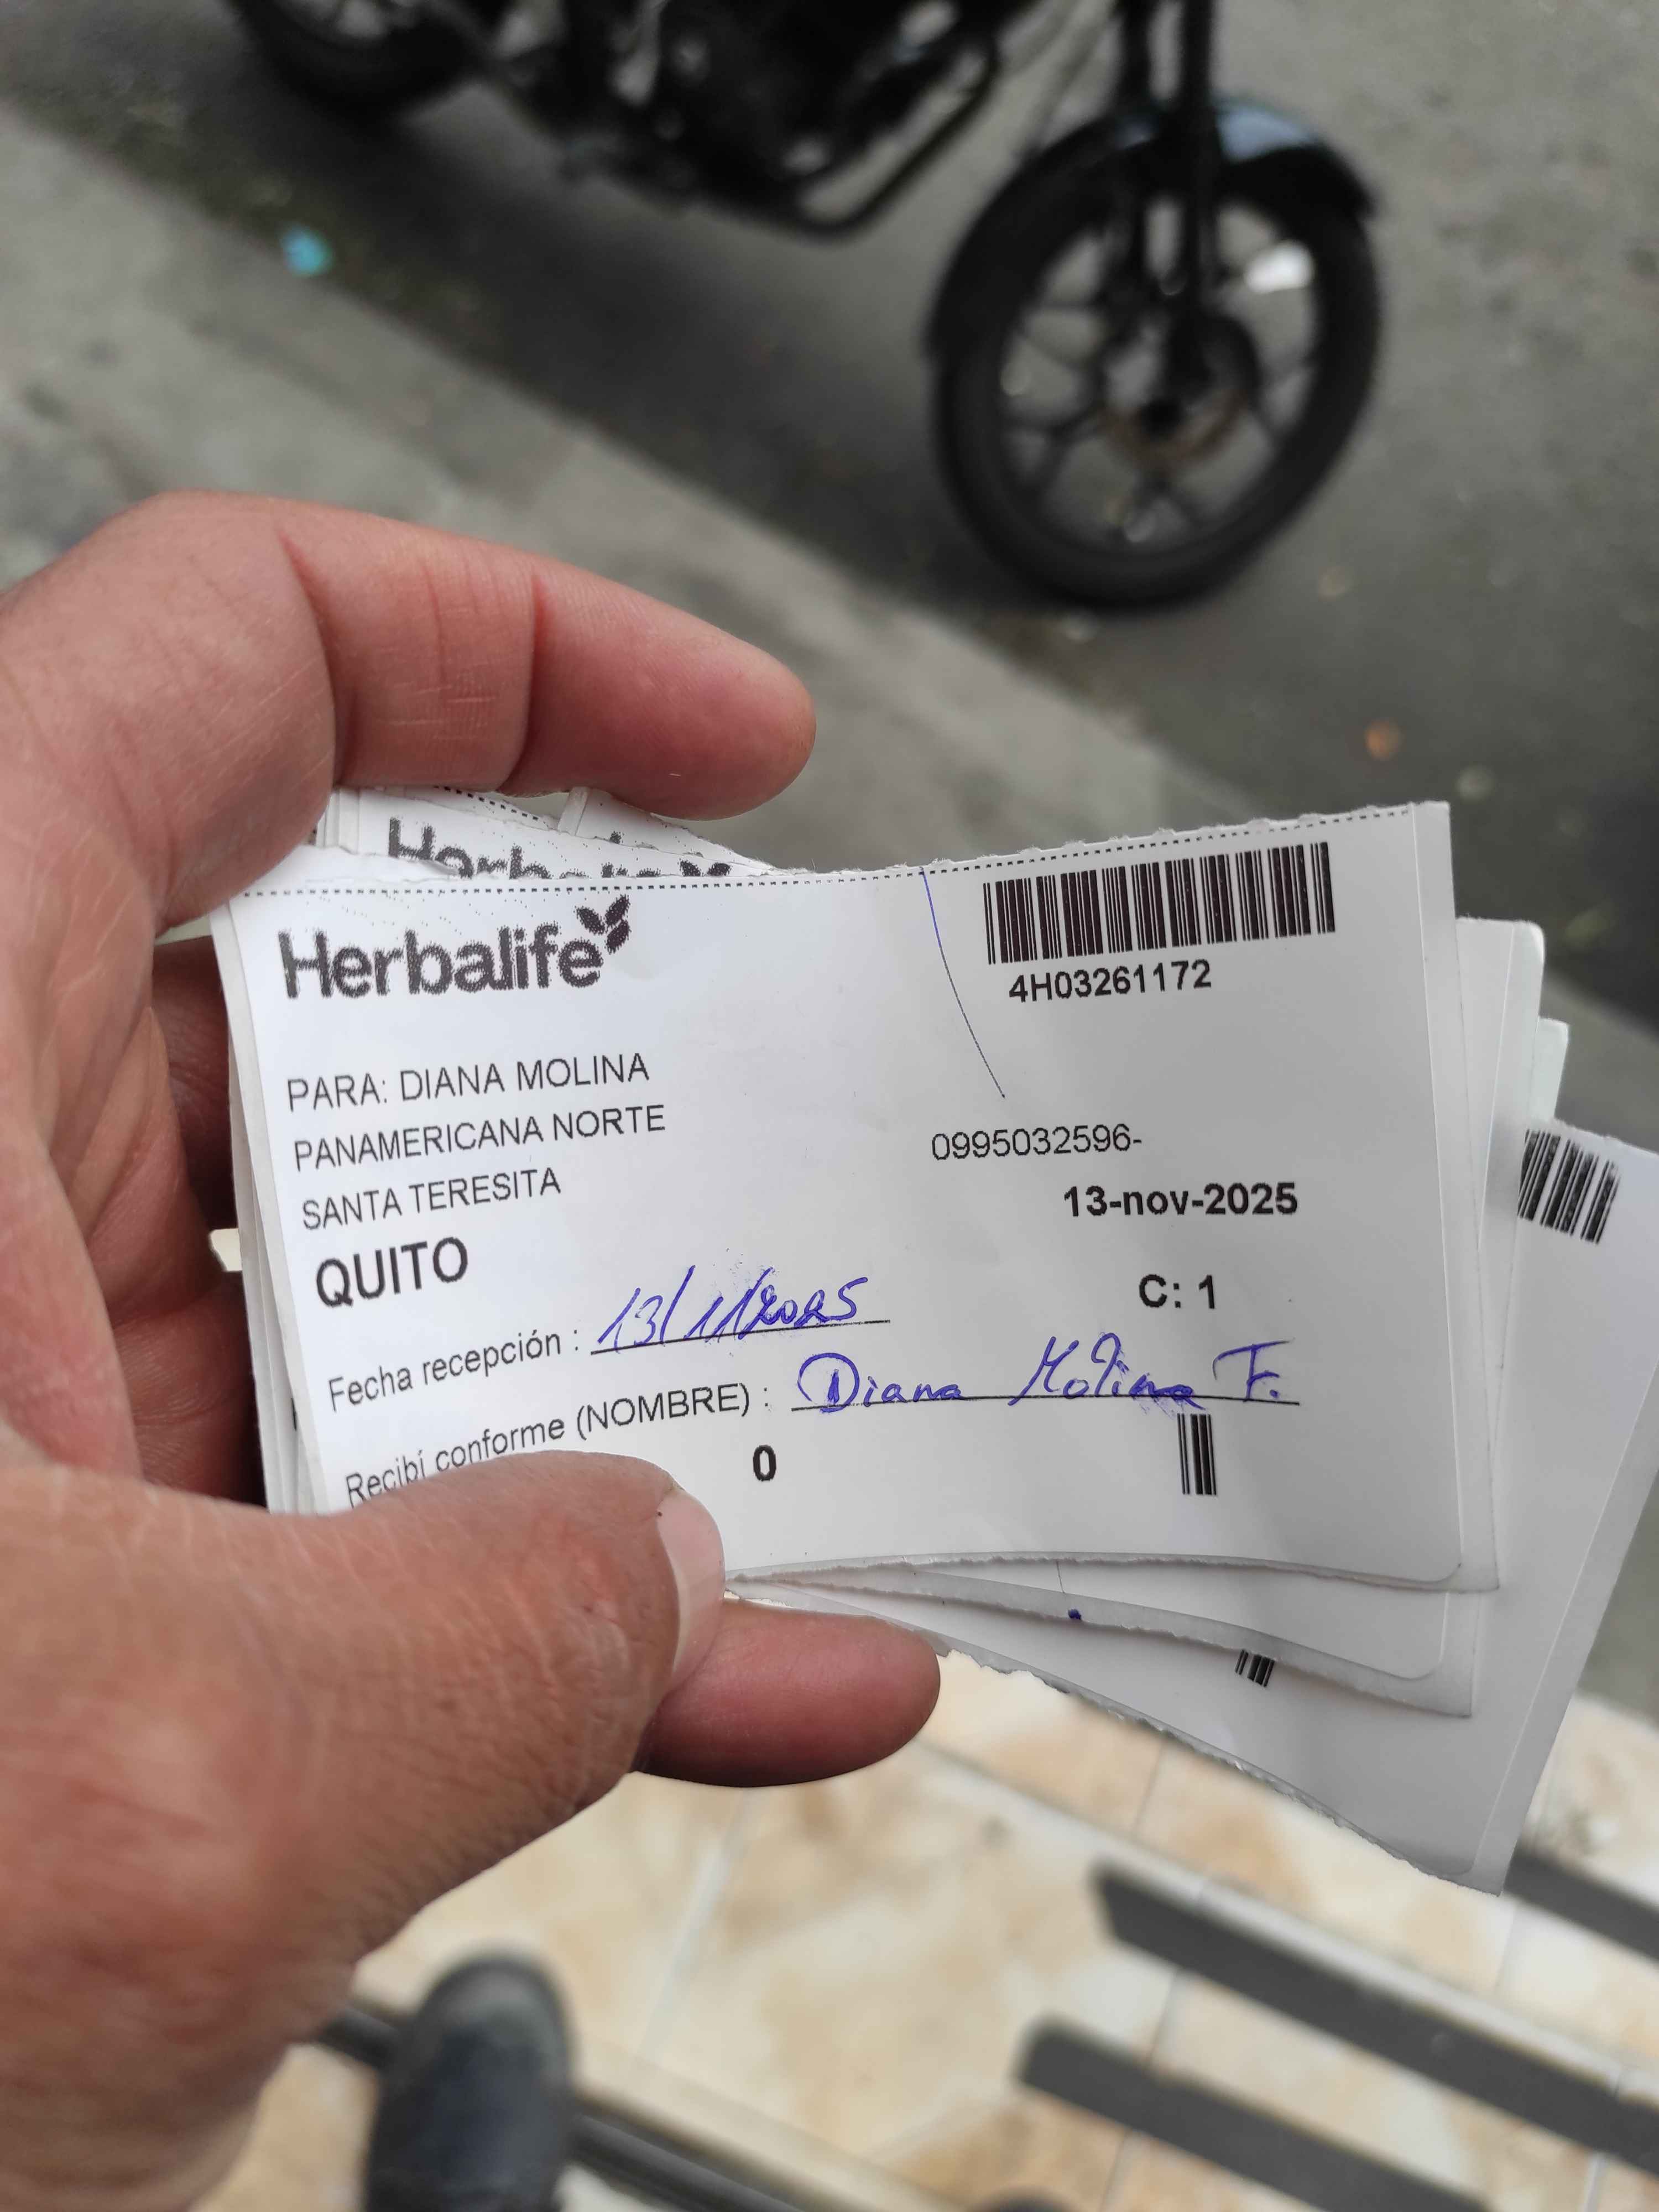 Herbalife
Herbalife
4H03261172
PARA: DIANA MOLINA
PANAMERICANA NORTE
0995032596-
SANTA TERESITA
13-nov-2025
QUITO
C: 1
Fecha recepción : 13/11/2025
Recibí conforme (NOMBRE) : Diana Molina F.
0